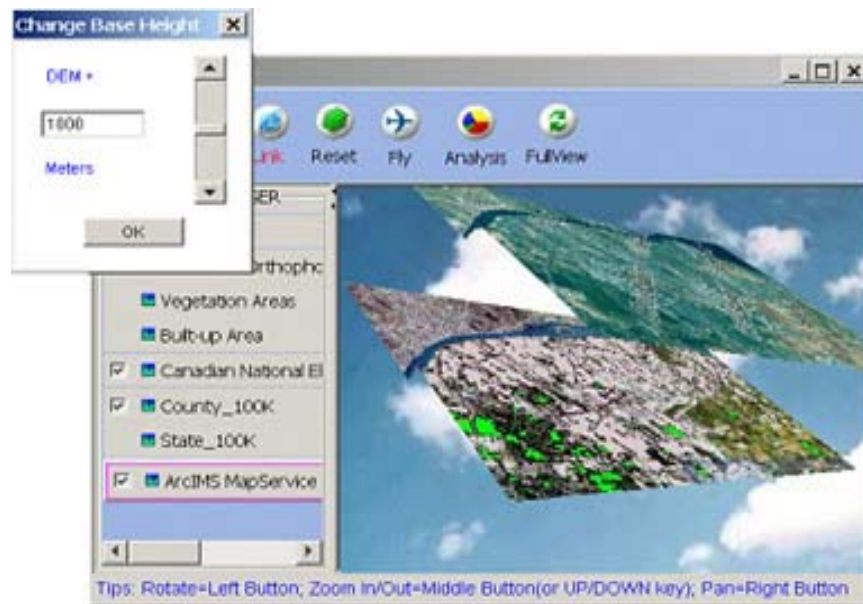 Change Base Height
DEM +
1000
Meters
OK
Link Reset Fly Analysis FullView
Vegetation Areas
Built-up Area
Canadian National El
County_100K
State_100K
ArcIMS MapService
Tips: Rotate=Left Button; Zoom In/Out=Middle Button(or UP/DOWN key); Pan=Right Button